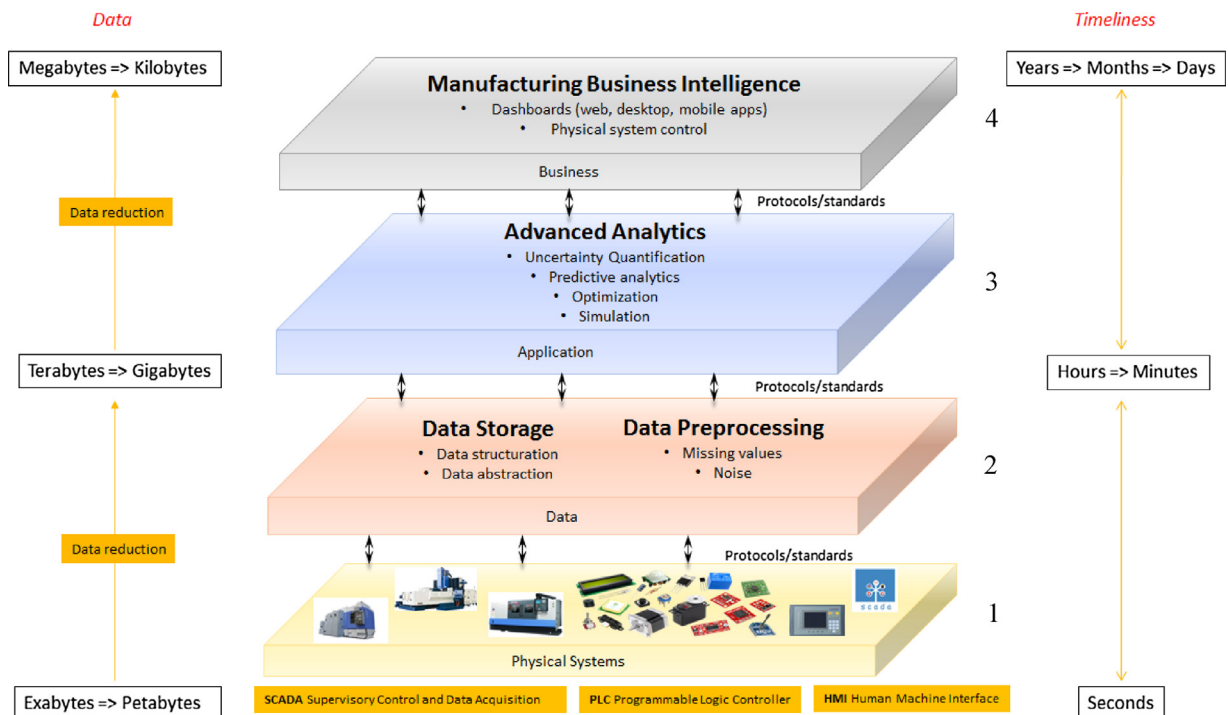 Data
Timeliness
Megabytes => Kilobytes
Years => Months => Days
Manufacturing Business Intelligence
• Dashboards (web, desktop, mobile apps)
• Physical system control
4
Business
Data reduction
Protocols/standards
Advanced Analytics
• Uncertainty Quantification
• Predictive analytics
• Optimization
• Simulation
3
Application
Terabytes => Gigabytes
Hours => Minutes
Protocols/standards
Data Storage
• Data structuration
• Data abstraction
Data Preprocessing
• Missing values
• Noise
2
Data
Data reduction
Protocols/standards
scada
1
Physical Systems
Exabytes => Petabytes
SCADA Supervisory Control and Data Acquisition
PLC Programmable Logic Controller
HMI Human Machine Interface
Seconds